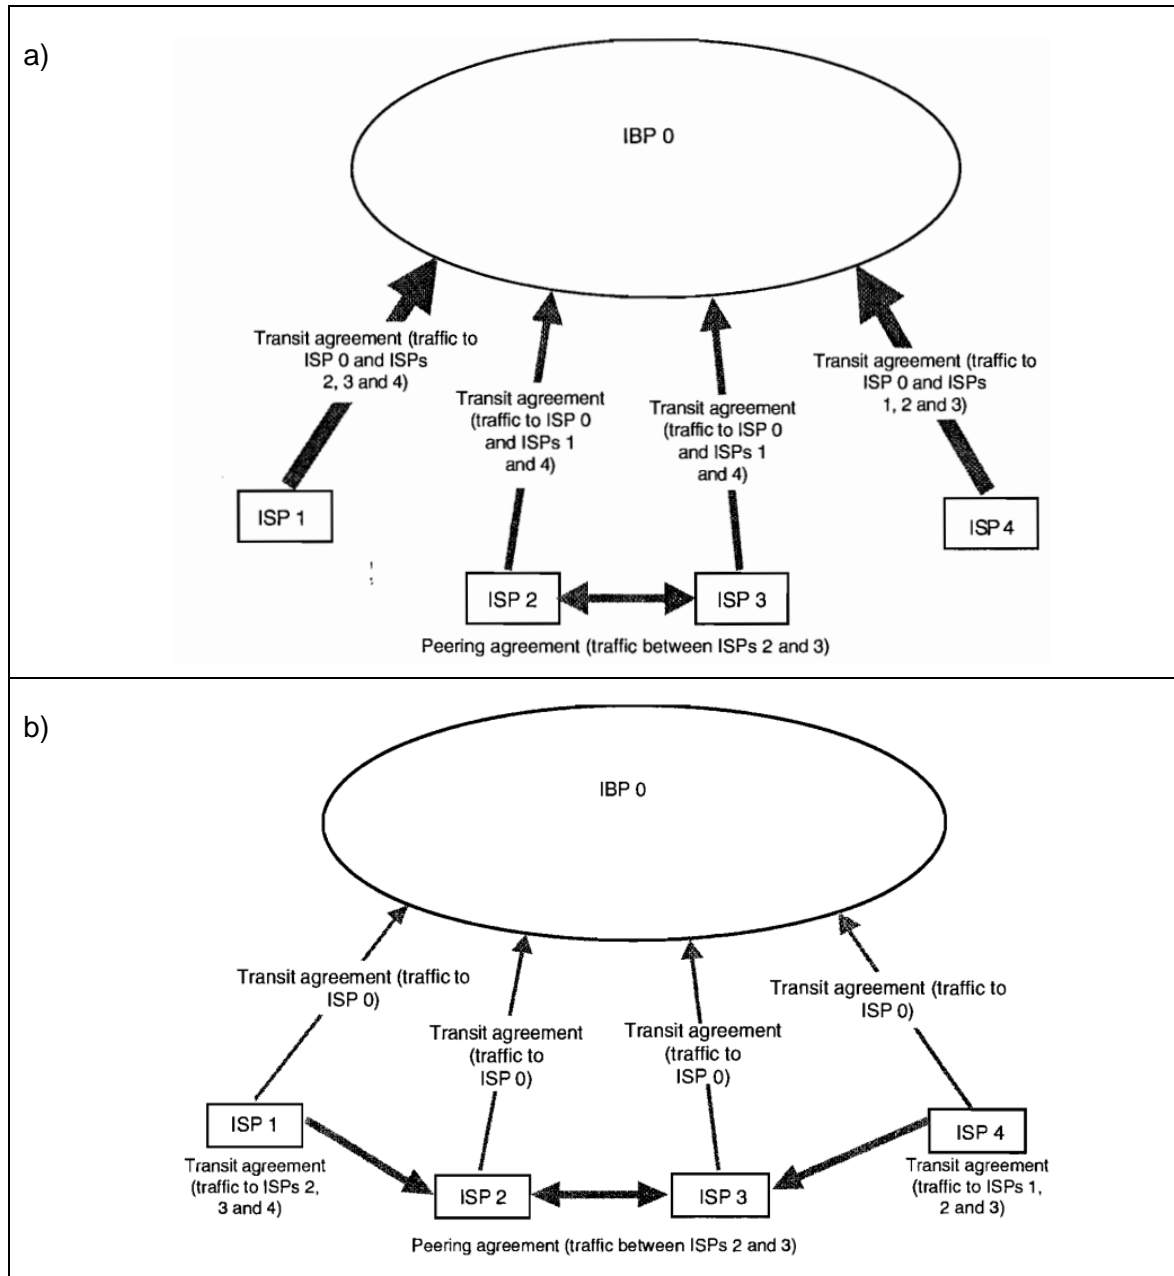 a)
IBP 0
Transit agreement (traffic to
ISP 0 and ISPs
2, 3 and 4)
Transit agreement
(traffic to ISP 0
and ISPs 1
and 4)
Transit agreement
(traffic to ISP 0
and ISPs 1
and 4)
Transit agreement (traffic to
ISP 0 and ISPs
1, 2 and 3)
ISP 1
ISP 4
ISP 2
ISP 3
Peering agreement (traffic between ISPs 2 and 3)
b)
IBP 0
Transit agreement (traffic to
ISP 0)
Transit agreement
(traffic to
ISP 0)
Transit agreement
(traffic to
ISP 0)
Transit agreement (traffic to
ISP 0)
ISP 1
Transit agreement
(traffic to ISPs 2,
3 and 4)
ISP 2
ISP 3
ISP 4
Transit agreement
(traffic to ISPs 1,
2 and 3)
Peering agreement (traffic between ISPs 2 and 3)